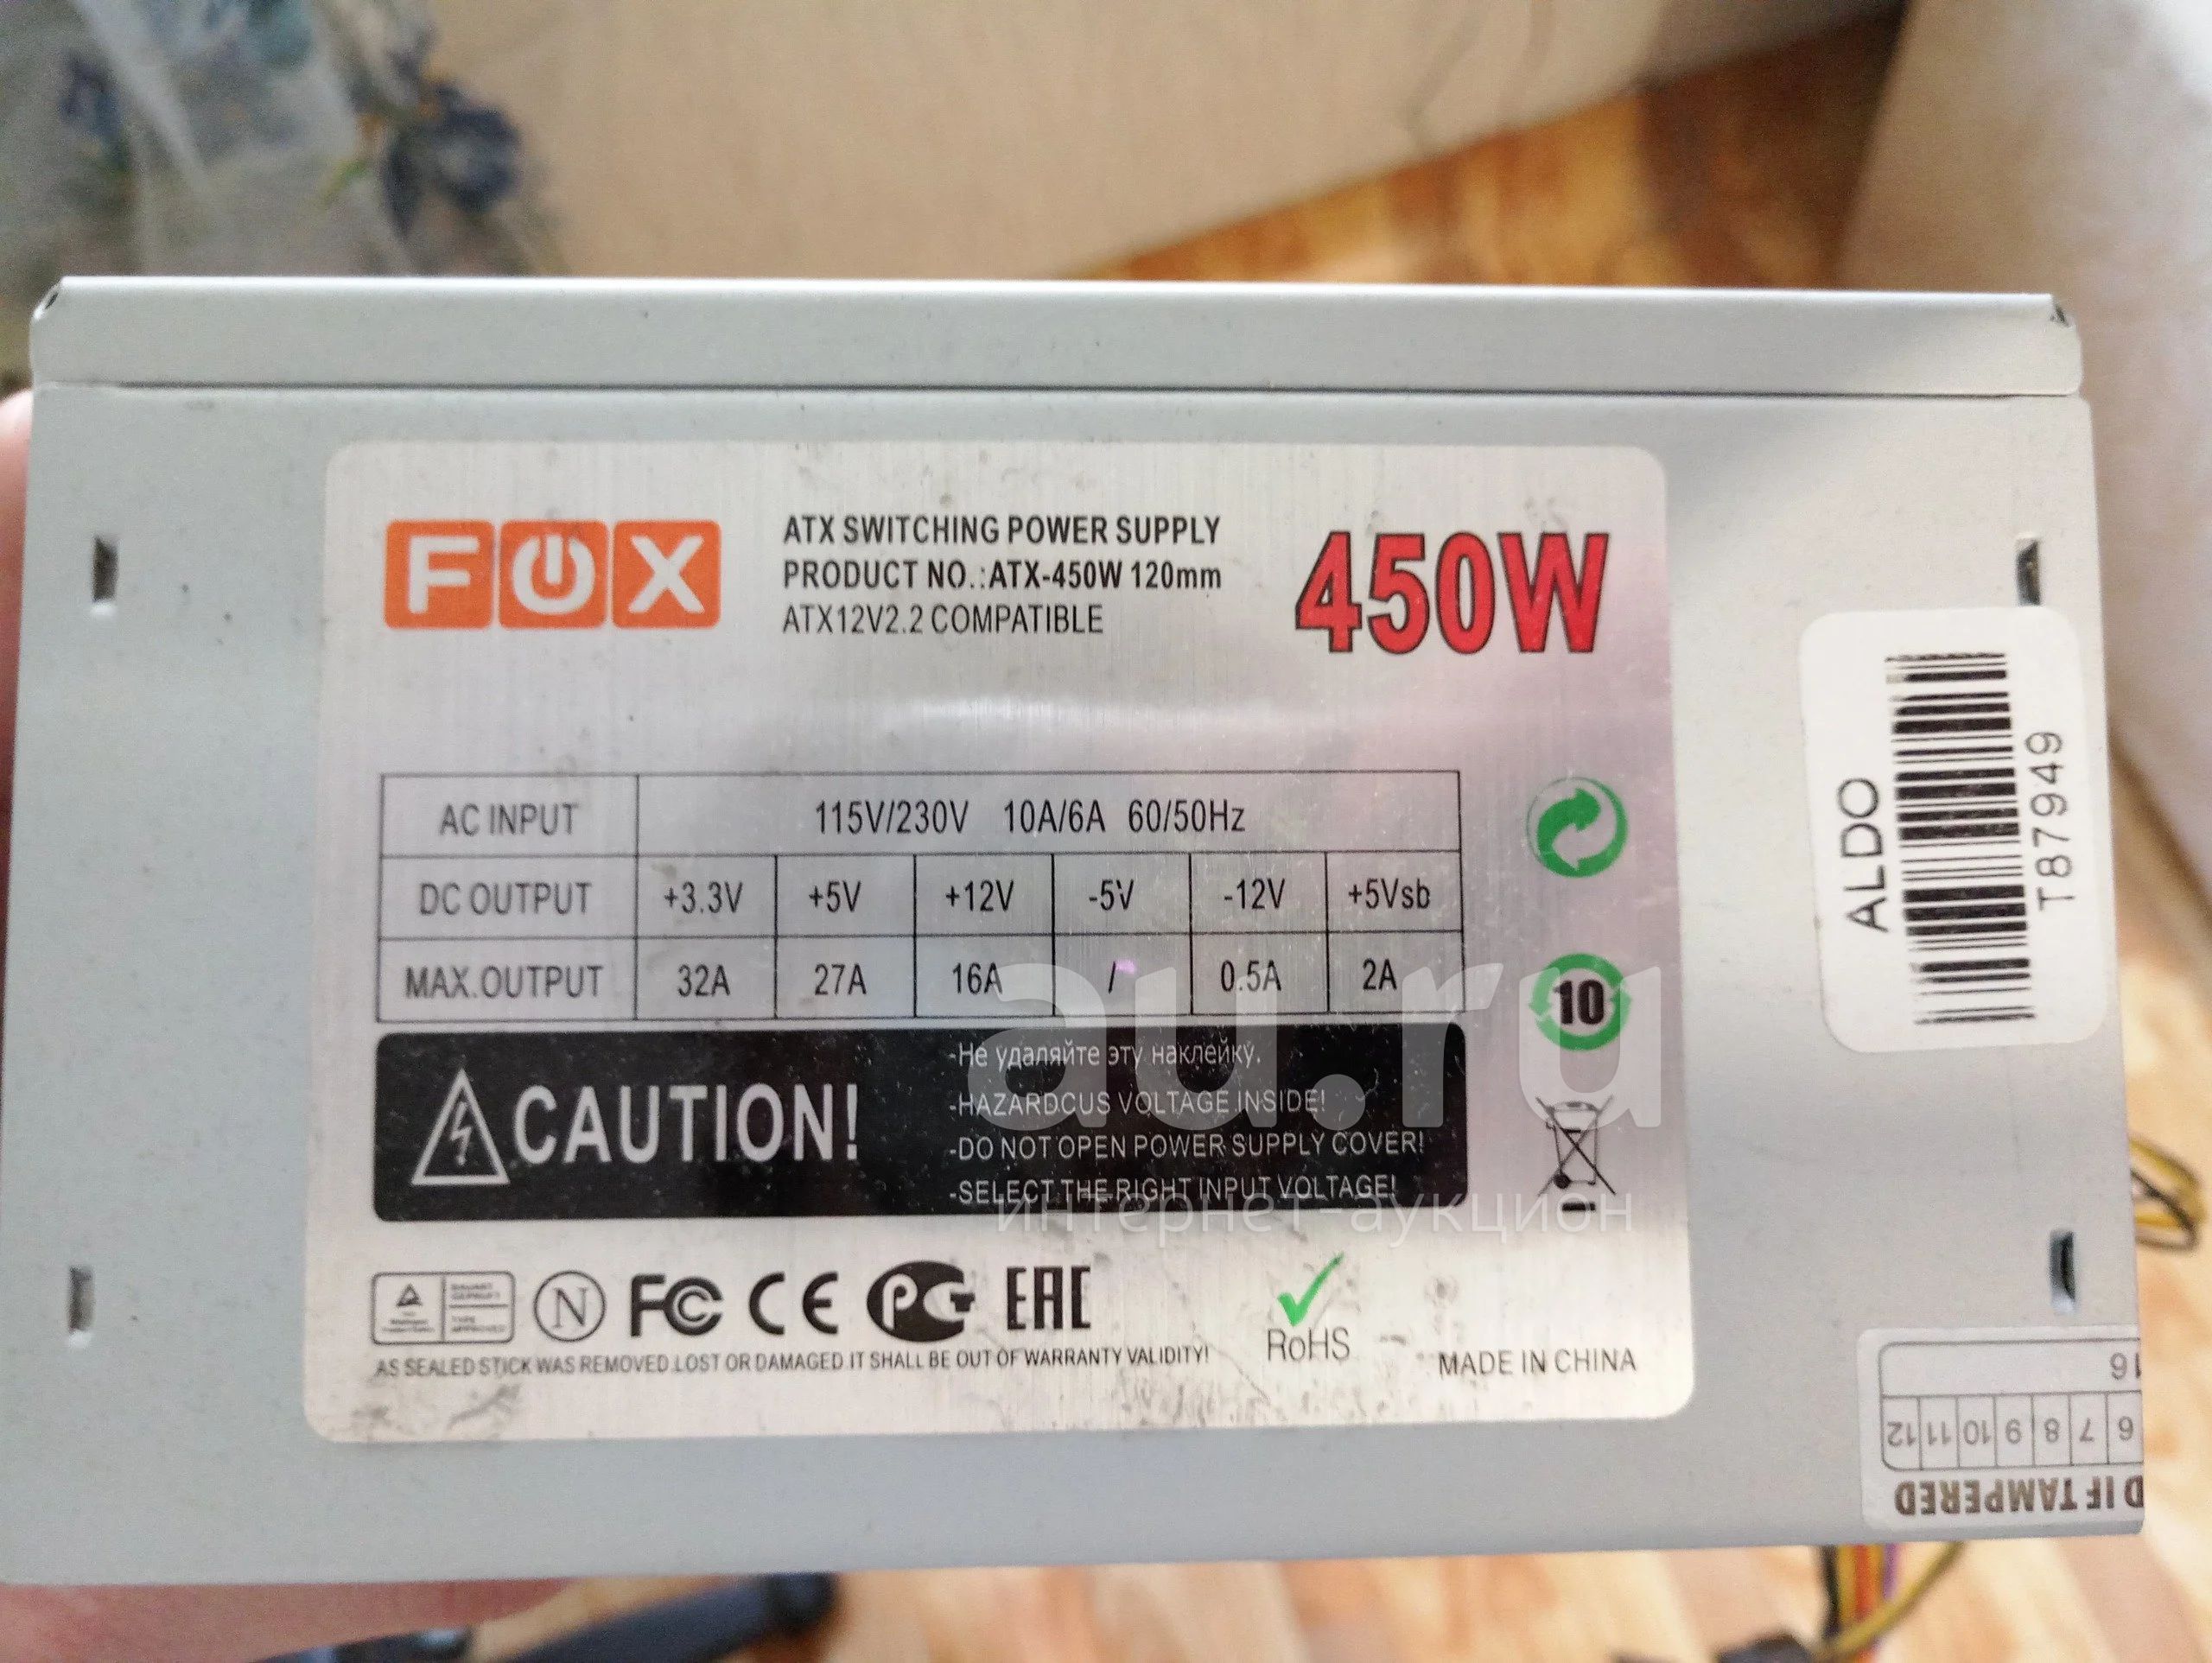 FOX
ATX SWITCHING POWER SUPPLY
PRODUCT NO.:ATX-450W 120mm
ATX12V2.2 COMPATIBLE
450W
AC INPUT 115V/230V 10A/6A 60/50Hz
DC OUTPUT +3.3V +5V +12V -5V -12V +5Vsb
MAX.OUTPUT 32A 27A 16A / 0.5A 2A
10
CAUTION!
-Не удаляйте эту наклейку.
-HAZARDCUS VOLTAGE INSIDE!
-DO NOT OPEN POWER SUPPLY COVER!
-SELECT THE RIGHT INPUT VOLTAGE!
au.ru
интернет-аукцион
N FC CE PC EAC
RoHS
AS SEALED STICK WAS REMOVED.LOST OR DAMAGED.IT SHALL BE OUT OF WARRANTY VALIDITY!
MADE IN CHINA
ALDO
T87949
16
6 7 8 9 10 11 12
D IF TAMPERED